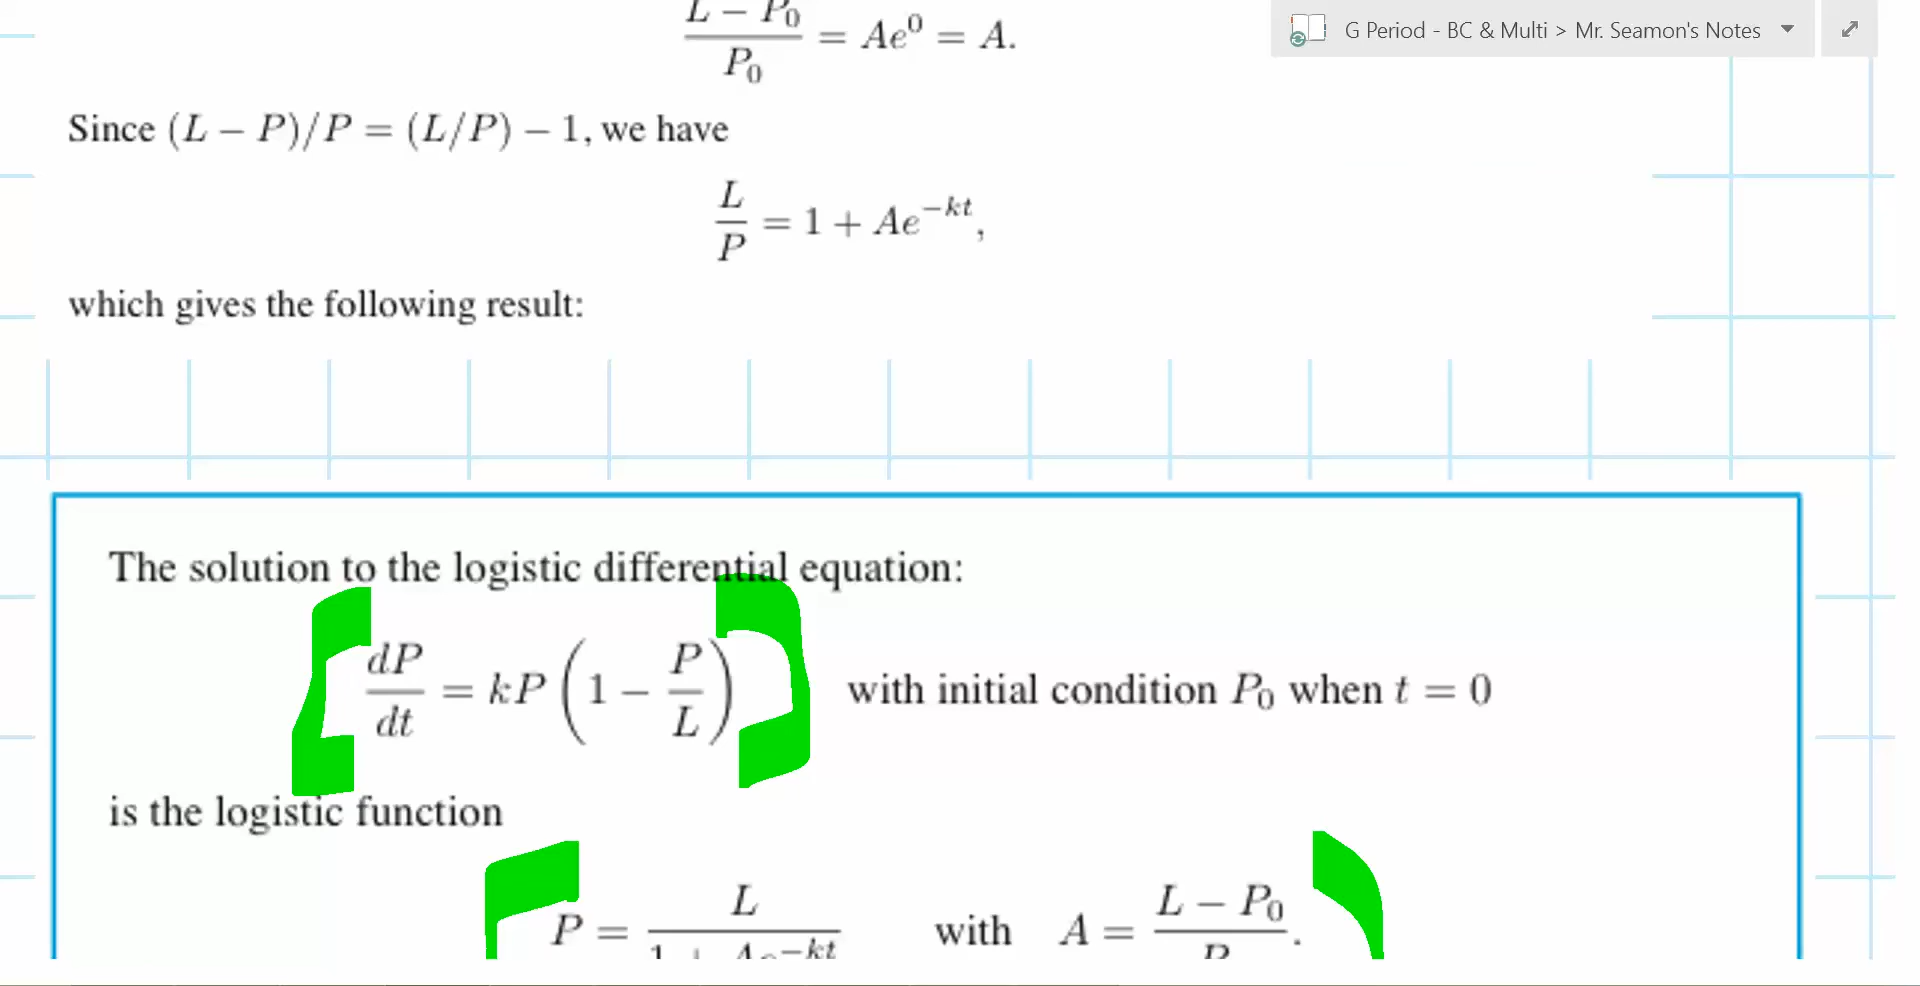 G Period - BC & Multi > Mr. Seamon's Notes
(L − P₀)/P₀ = Ae⁰ = A.
Since (L − P)/P = (L/P) − 1, we have
L/P = 1 + Ae^{−kt},
which gives the following result:
The solution to the logistic differential equation:
dP/dt = kP(1 − P/L) with initial condition P₀ when t = 0
is the logistic function
P = L/(1 + Ae^{−kt}) with A = (L − P₀)/P₀.